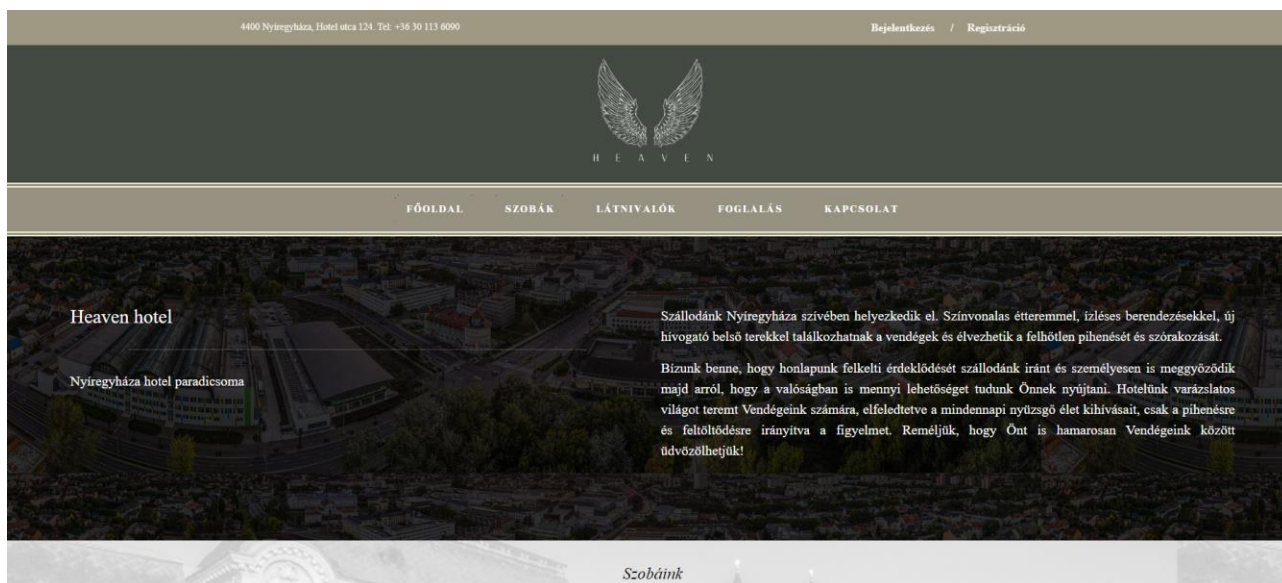 4400 Nyíregyháza, Hotel utca 124. Tel: +36 30 113 6090
Bejelentkezés / Regisztráció
HEAVEN
FŐOLDAL SZOBÁK LÁTNIVALÓK FOGLALÁS KAPCSOLAT
Heaven hotel
Nyíregyháza hotel paradicsoma
Szállodánk Nyíregyháza szívében helyezkedik el. Színvonalas étteremmel, ízléses berendezésekkel, új
hívogató belső terekkel találkozhatnak a vendégek és élvezhetik a felhőtlen pihenését és szórakozását.
Bízunk benne, hogy honlapunk felkelti érdeklődését szállodánk iránt és személyesen is meggyőződik
majd arról, hogy a valóságban is mennyi lehetőséget tudunk Önnek nyújtani. Hotelünk varázslatos
világot teremt Vendégeink számára, elfeledtetve a mindennapi nyüzsgő élet kihívásait, csak a pihenésre
és feltöltődésre irányítva a figyelmet. Reméljük, hogy Önt is hamarosan Vendégeink között
üdvözölhetjük!
Szobáink